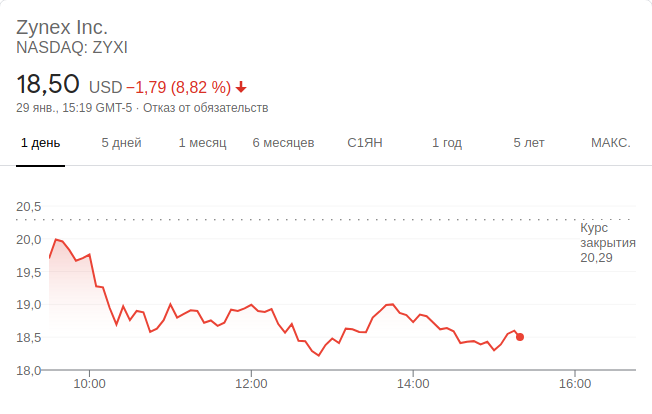 Zynex Inc.
NASDAQ: ZYXI
18,50 USD −1,79 (8,82 %)
29 янв., 15:19 GMT-5 · Отказ от обязательств
1 день 5 дней 1 месяц 6 месяцев С1ЯН 1 год 5 лет МАКС.
20,5
Курс
закрытия
20,29
20,0
19,5
19,0
18,5
18,0
10:00 12:00 14:00 16:00